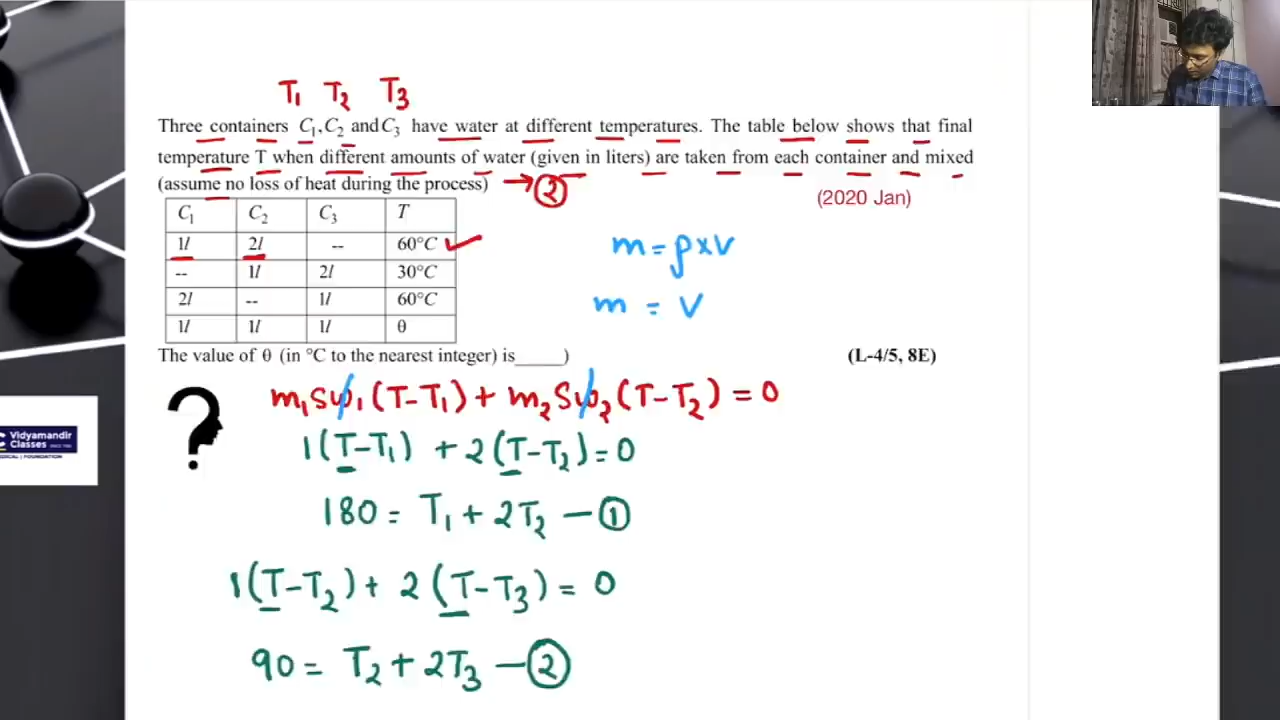 T₁ T₂ T₃
Three containers C₁,C₂ and C₃ have water at different temperatures. The table below shows that final
temperature T when different amounts of water (given in liters) are taken from each container and mixed
(assume no loss of heat during the process) → ②
(2020 Jan)
C₁ C₂ C₃ T
1l 2l -- 60°C ✓
-- 1l 2l 30°C
2l -- 1l 60°C
1l 1l 1l θ
m = ρ×V
m = V
The value of θ (in °C to the nearest integer) is_____)
(L-4/5, 8E)
m₁Sw₁(T-T₁) + m₂Sw₂(T-T₂) = 0
1(T-T₁) + 2(T-T₂) = 0
180 = T₁ + 2T₂ — ①
1(T-T₂) + 2(T-T₃) = 0
90 = T₂ + 2T₃ — ②
Vidyamandir
Classes
| FOUNDATION